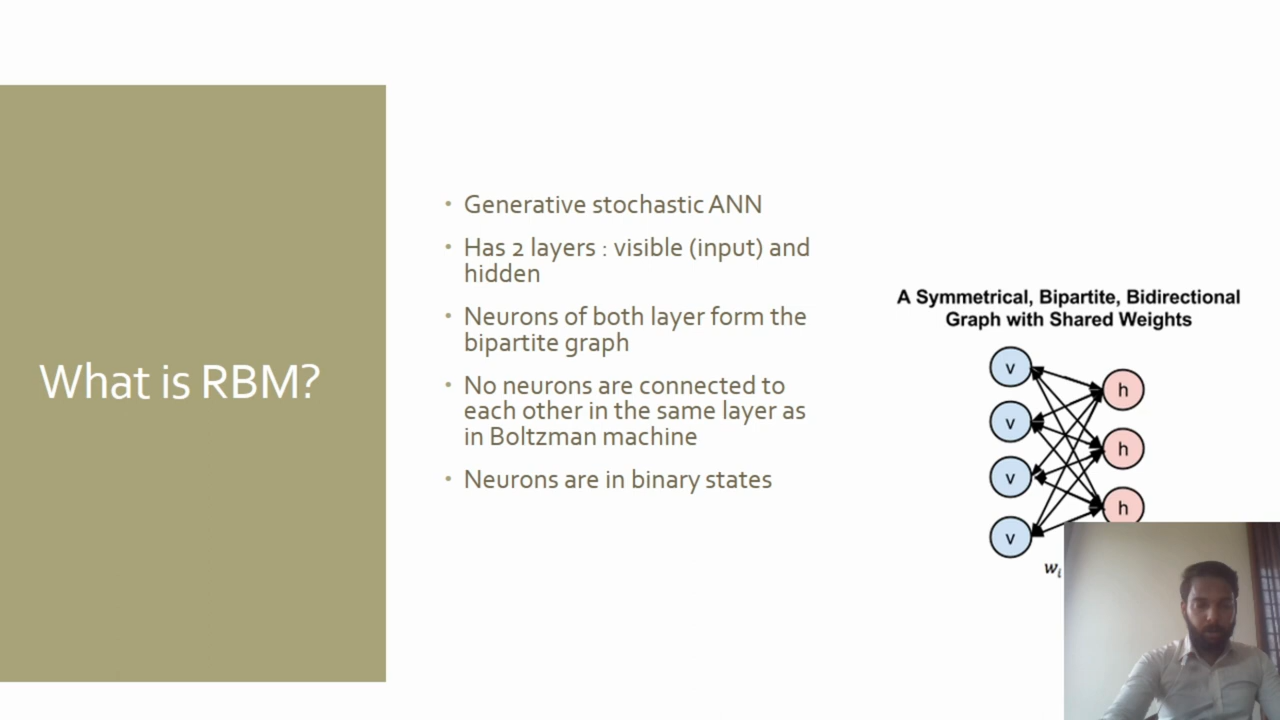 What is RBM?
• Generative stochastic ANN
• Has 2 layers : visible (input) and
hidden
• Neurons of both layer form the
bipartite graph
• No neurons are connected to
each other in the same layer as
in Boltzman machine
• Neurons are in binary states
A Symmetrical, Bipartite, Bidirectional
Graph with Shared Weights
v
h
v
h
v
h
v
w_i